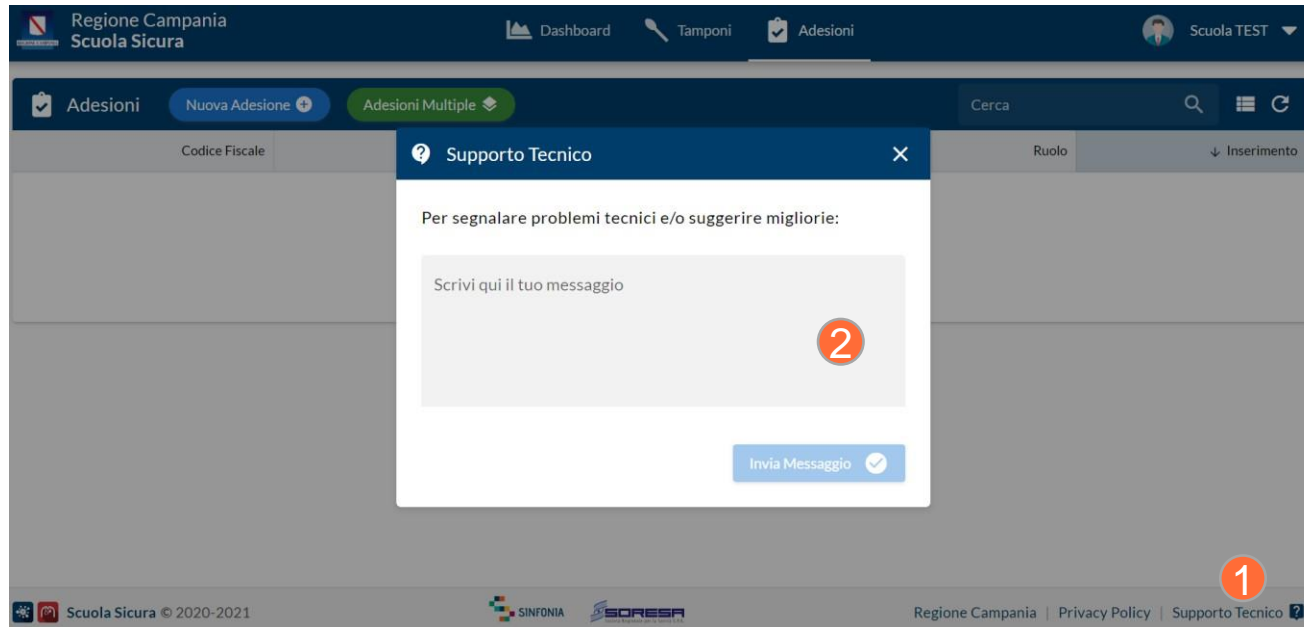 Regione Campania
Scuola Sicura
Dashboard
Tamponi
Adesioni
Scuola TEST
Adesioni
Nuova Adesione
Adesioni Multiple
Cerca
Codice Fiscale
Ruolo
Inserimento
Supporto Tecnico
Per segnalare problemi tecnici e/o suggerire migliorie:
Scrivi qui il tuo messaggio
2
Invia Messaggio
1
Scuola Sicura © 2020-2021
SINFONIA
SORESA
Regione Campania | Privacy Policy | Supporto Tecnico